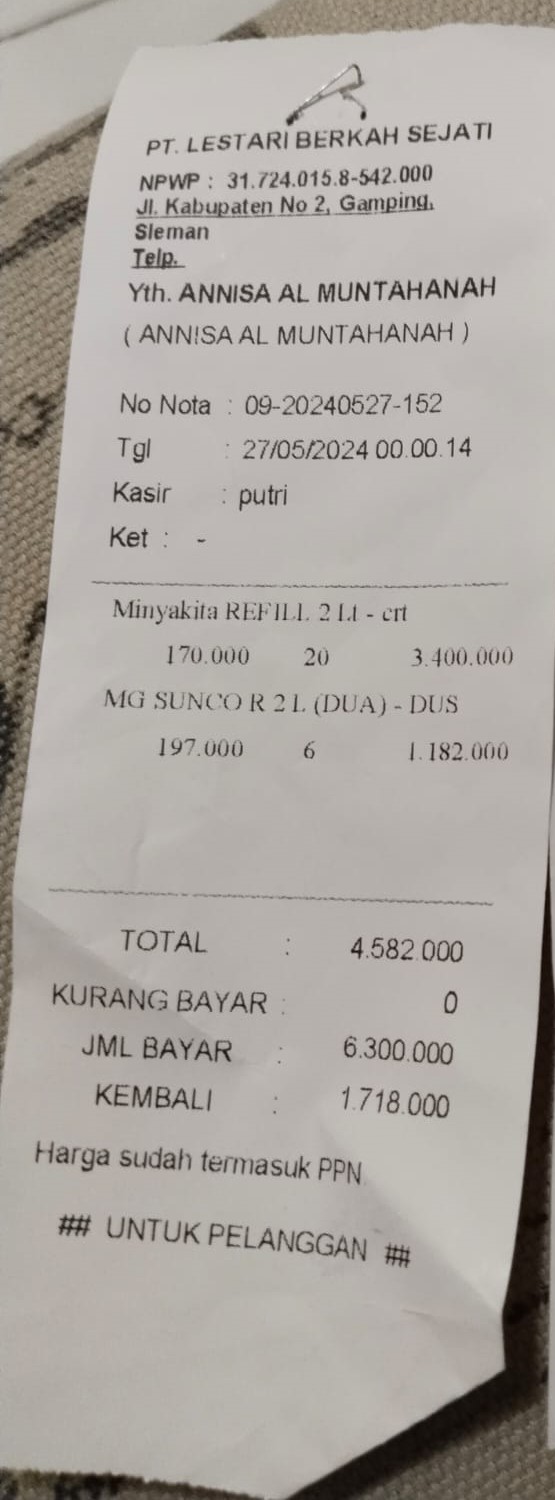 PT. LESTARI BERKAH SEJATI
NPWP : 31.724.015.8-542.000
Jl. Kabupaten No 2, Gamping,
Sleman
Telp.
Yth. ANNISA AL MUNTAHANAH
( ANNISA AL MUNTAHANAH )
No Nota : 09-20240527-152
Tgl : 27/05/2024 00.00.14
Kasir : putri
Ket : -
Minyakita REFILL 2 Lt - crt
170.000 20 3.400.000
MG SUNCO R 2 L (DUA) - DUS
197.000 6 1.182.000
TOTAL : 4.582.000
KURANG BAYAR : 0
JML BAYAR : 6.300.000
KEMBALI : 1.718.000
Harga sudah termasuk PPN
## UNTUK PELANGGAN ##